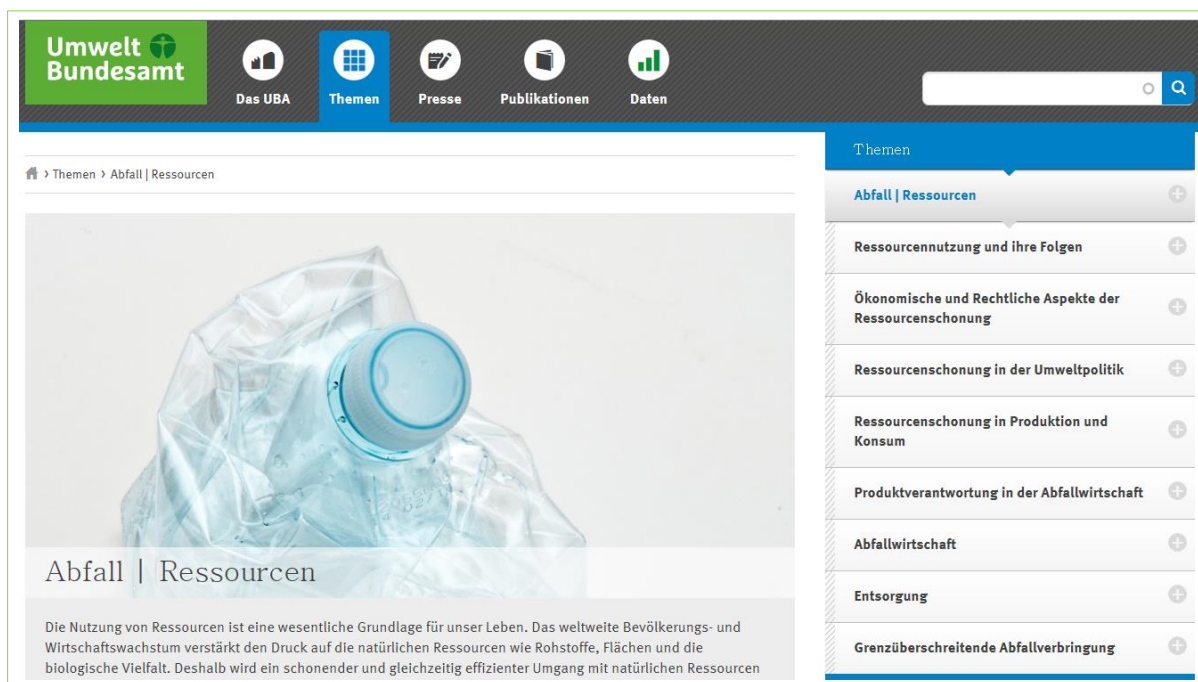 Umwelt
Bundesamt
Das UBA
Themen
Presse
Publikationen
Daten
Themen › Abfall | Ressourcen
Abfall | Ressourcen
Die Nutzung von Ressourcen ist eine wesentliche Grundlage für unser Leben. Das weltweite Bevölkerungs- und
Wirtschaftswachstum verstärkt den Druck auf die natürlichen Ressourcen wie Rohstoffe, Flächen und die
biologische Vielfalt. Deshalb wird ein schonender und gleichzeitig effizienter Umgang mit natürlichen Ressourcen
Themen
Abfall | Ressourcen
Ressourcennutzung und ihre Folgen
Ökonomische und Rechtliche Aspekte der
Ressourcenschonung
Ressourcenschonung in der Umweltpolitik
Ressourcenschonung in Produktion und
Konsum
Produktverantwortung in der Abfallwirtschaft
Abfallwirtschaft
Entsorgung
Grenzüberschreitende Abfallverbringung